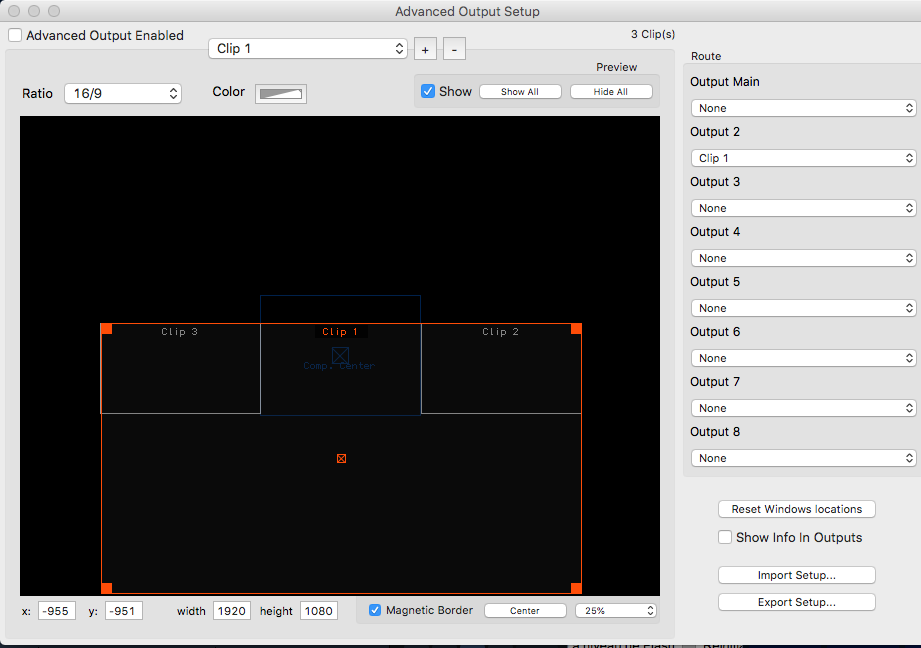 Advanced Output Setup
Advanced Output Enabled
Clip 1
+
-
3 Clip(s)
Ratio
16/9
Color
Preview
Show
Show All
Hide All
Clip 3
Clip 1
Clip 2
Comp. Center
x:
-955
y:
-951
width
1920
height
1080
Magnetic Border
Center
25%
Route
Output Main
None
Output 2
Clip 1
Output 3
None
Output 4
None
Output 5
None
Output 6
None
Output 7
None
Output 8
None
Reset Windows locations
Show Info In Outputs
Import Setup...
Export Setup...